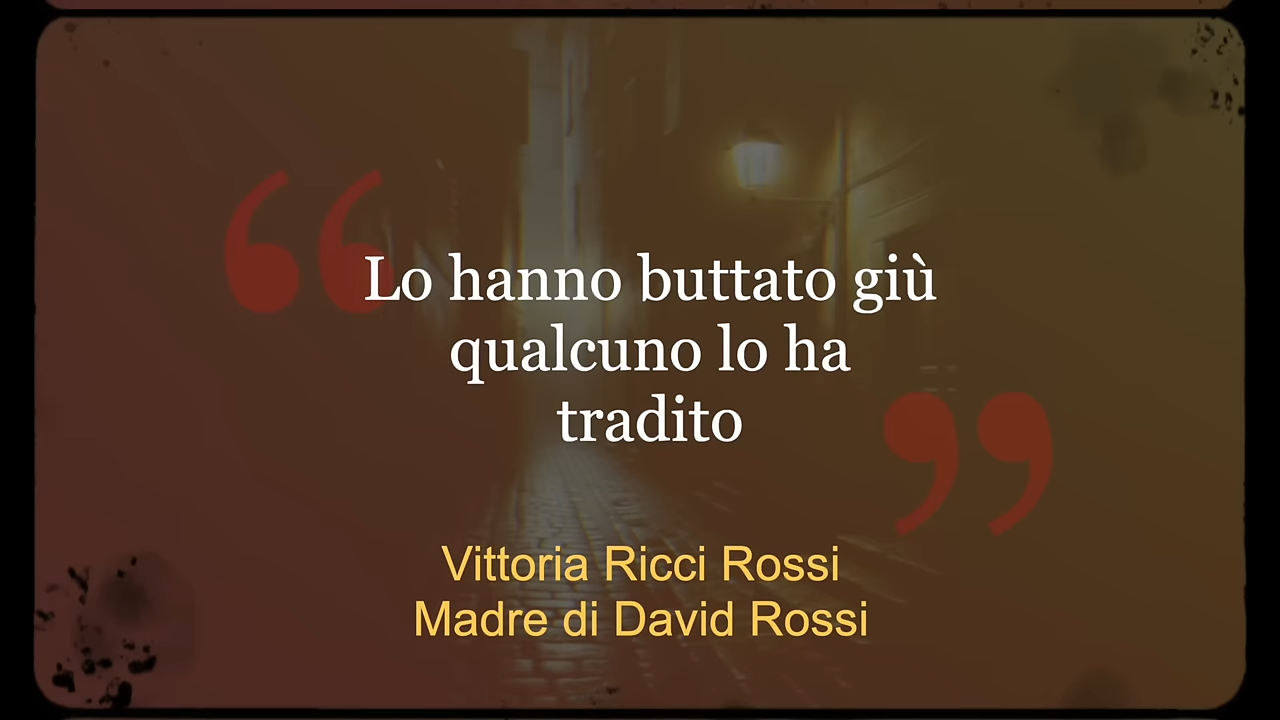 “Lo hanno buttato giù
qualcuno lo ha
tradito”
Vittoria Ricci Rossi
Madre di David Rossi